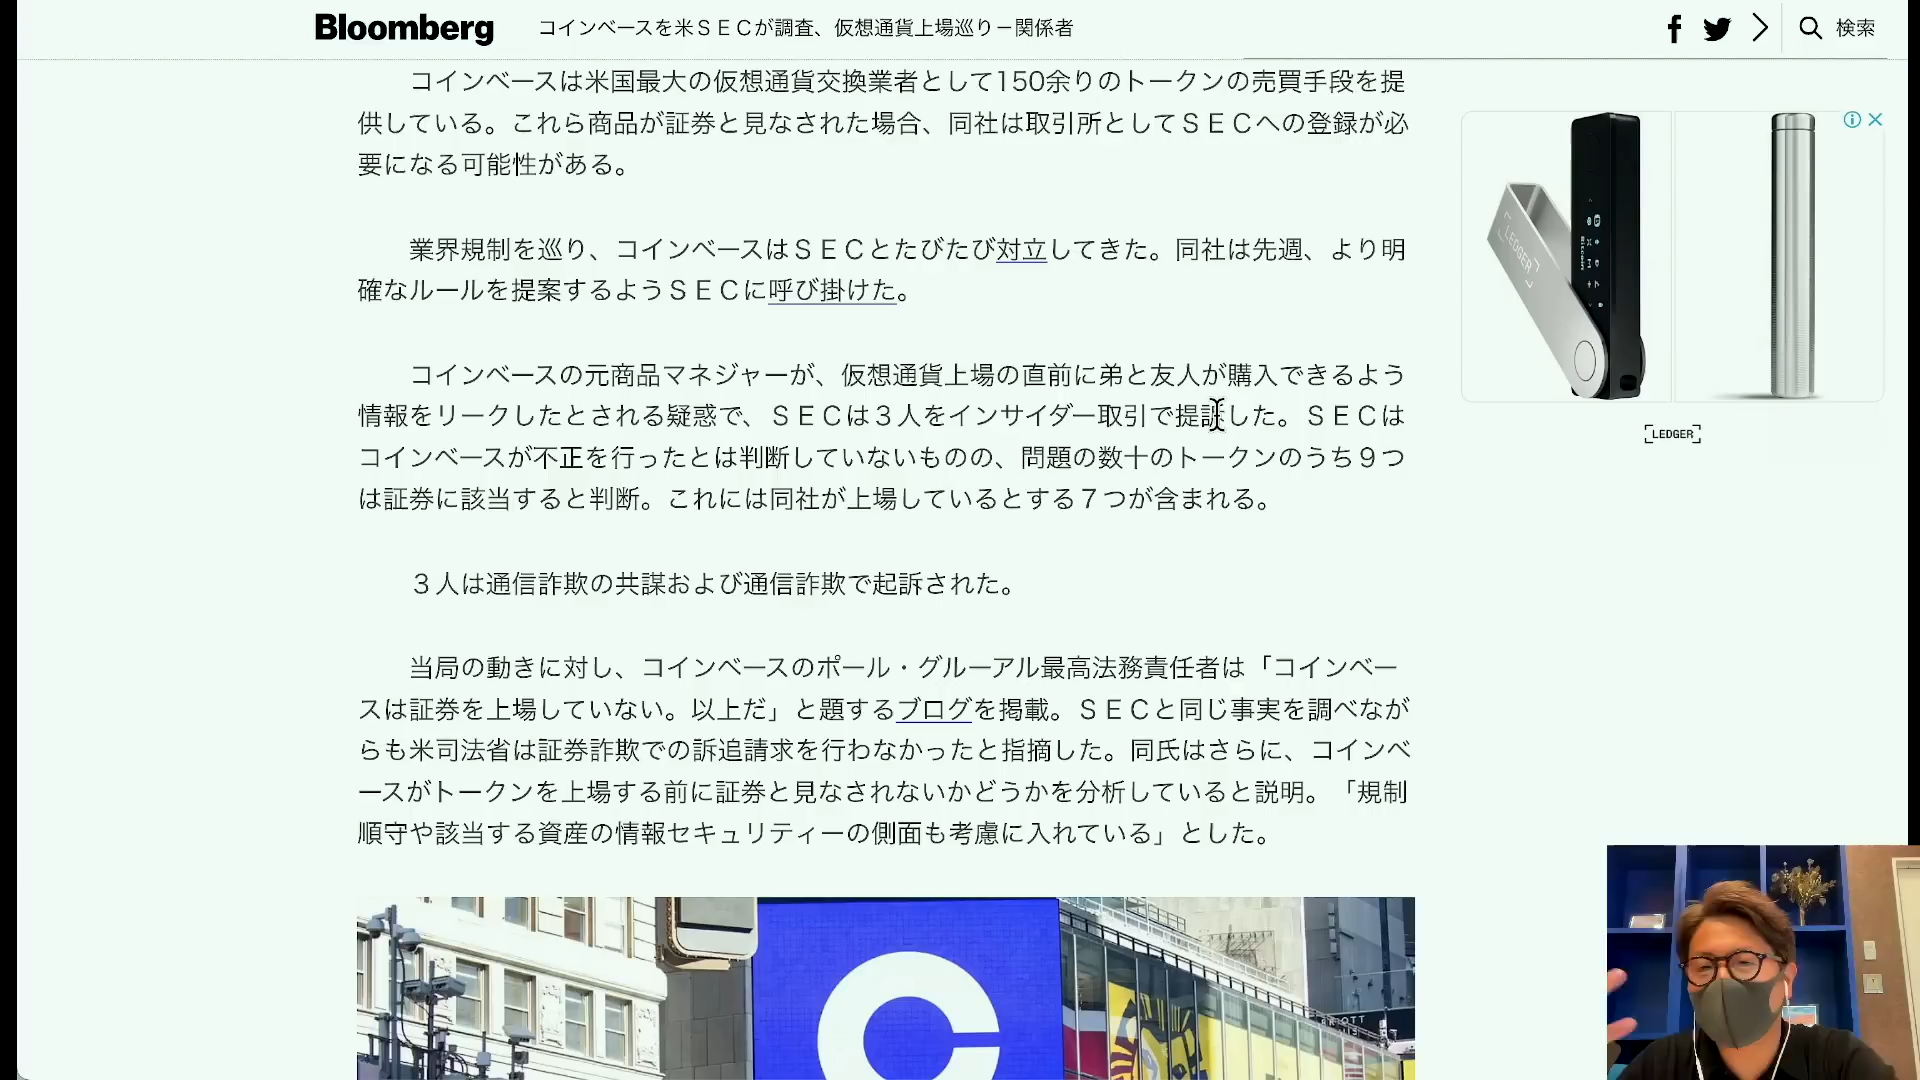 Bloomberg
コインベースを米ＳＥＣが調査、仮想通貨上場巡り－関係者
検索
コインベースは米国最大の仮想通貨交換業者として150余りのトークンの売買手段を提
供している。これら商品が証券と見なされた場合、同社は取引所としてＳＥＣへの登録が必
要になる可能性がある。
業界規制を巡り、コインベースはＳＥＣとたびたび対立してきた。同社は先週、より明
確なルールを提案するようＳＥＣに呼び掛けた。
コインベースの元商品マネジャーが、仮想通貨上場の直前に弟と友人が購入できるよう
情報をリークしたとされる疑惑で、ＳＥＣは３人をインサイダー取引で提訴した。ＳＥＣは
コインベースが不正を行ったとは判断していないものの、問題の数十のトークンのうち９つ
は証券に該当すると判断。これには同社が上場しているとする７つが含まれる。
３人は通信詐欺の共謀および通信詐欺で起訴された。
当局の動きに対し、コインベースのポール・グルーアル最高法務責任者は「コインベー
スは証券を上場していない。以上だ」と題するブログを掲載。ＳＥＣと同じ事実を調べなが
らも米司法省は証券詐欺での訴追請求を行わなかったと指摘した。同氏はさらに、コインベ
ースがトークンを上場する前に証券と見なされないかどうかを分析していると説明。「規制
順守や該当する資産の情報セキュリティーの側面も考慮に入れている」とした。
LEDGER
Bitcoin
LEDGER